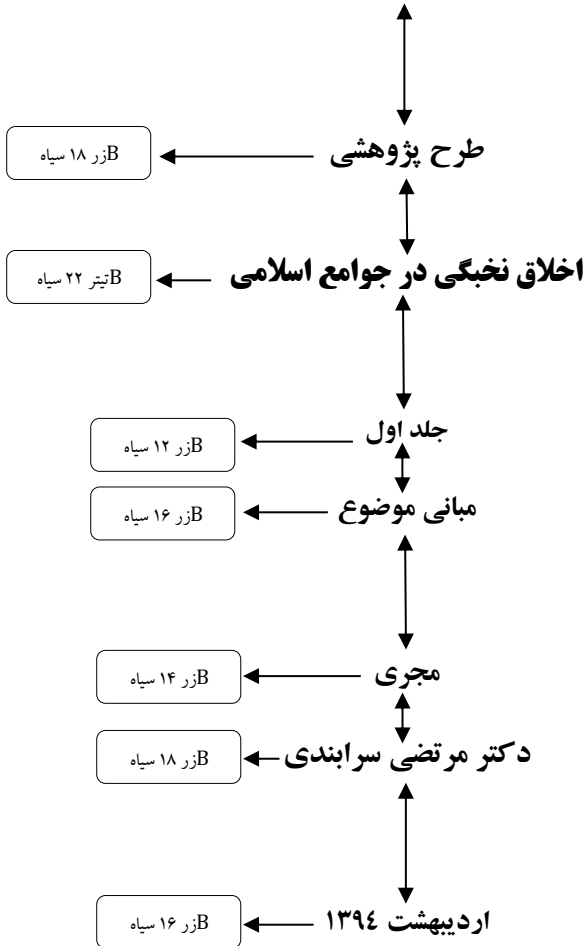 طرح پژوهشی
Bزر ۱۸ سیاه
اخلاق نخبگی در جوامع اسلامی
Bتیتر ۲۲ سیاه
جلد اول
Bزر ۱۲ سیاه
مبانی موضوع
Bزر ۱۶ سیاه
مجری
Bزر ۱۴ سیاه
دکتر مرتضی سرابندی
Bزر ۱۸ سیاه
اردیبهشت ۱۳۹٤
Bزر ۱۶ سیاه